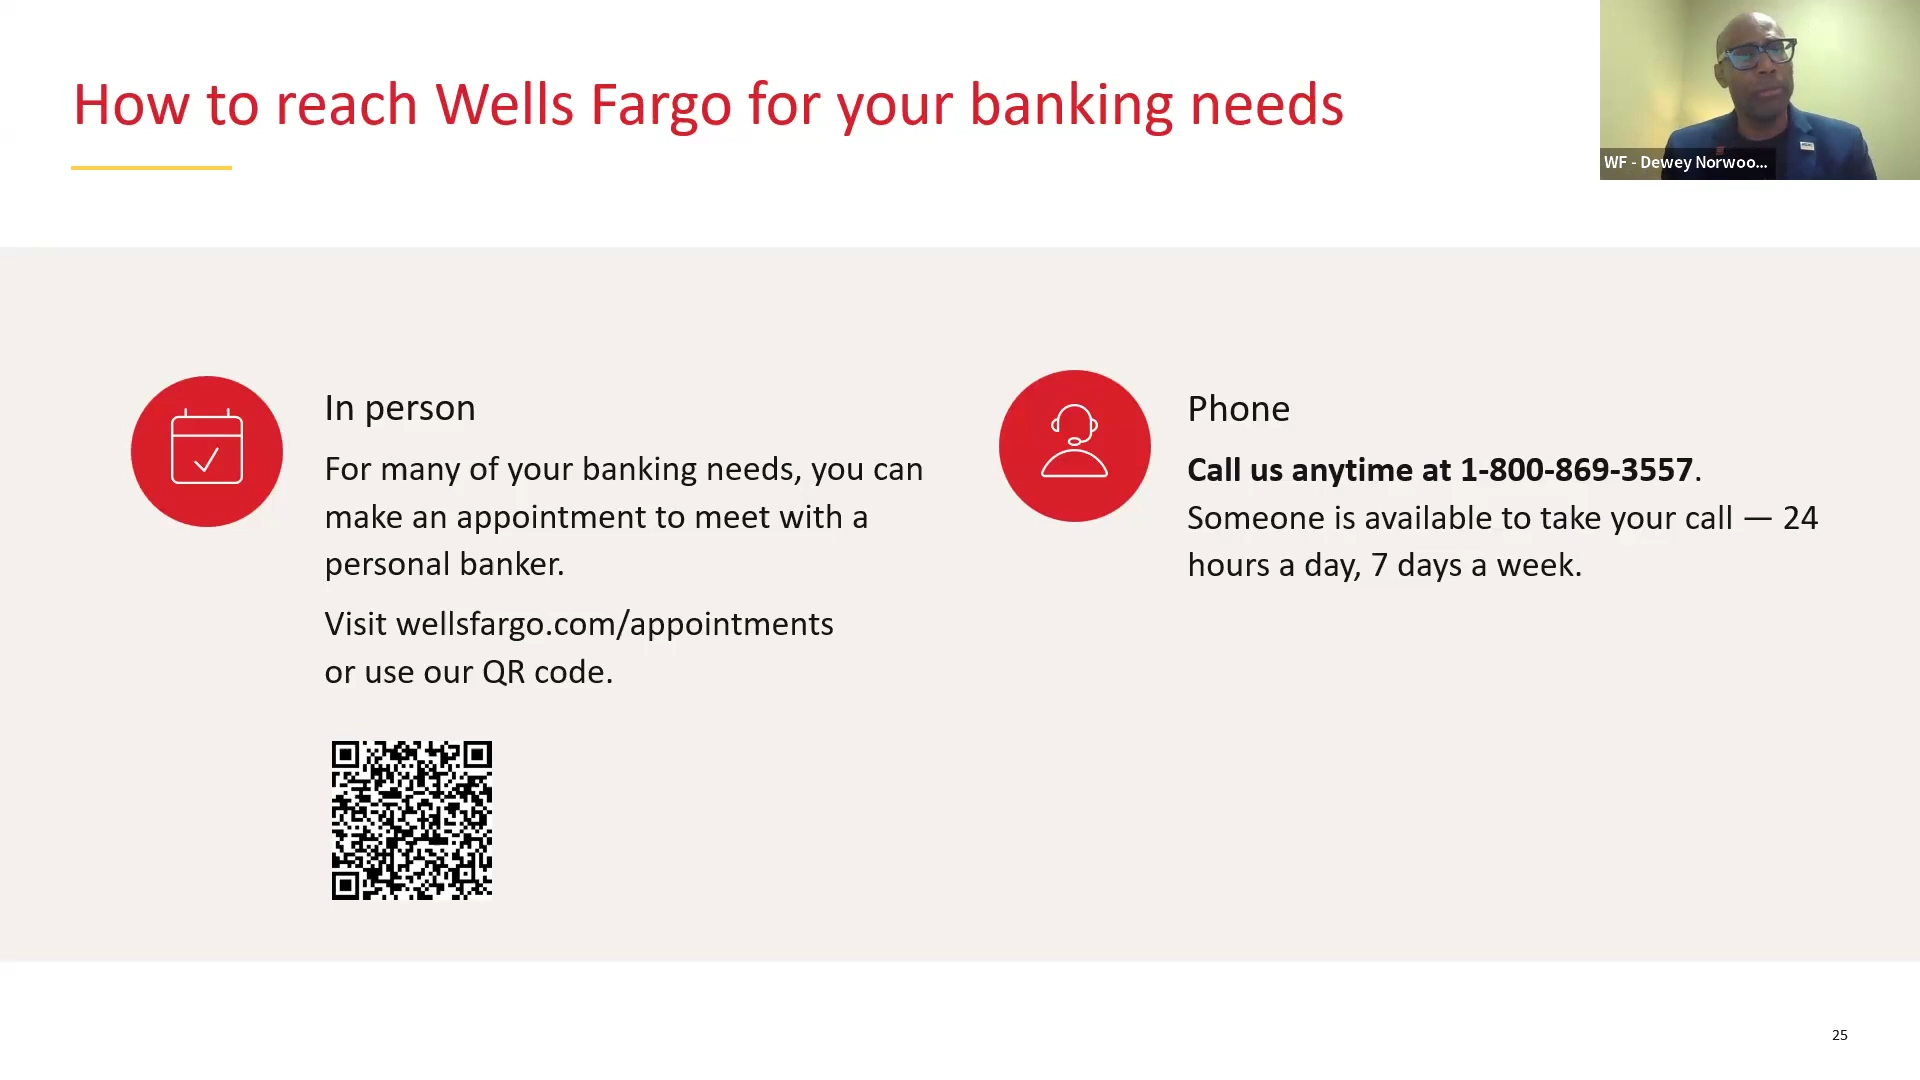 How to reach Wells Fargo for your banking needs
WF - Dewey Norwoo...
In person
For many of your banking needs, you can
make an appointment to meet with a
personal banker.
Visit wellsfargo.com/appointments
or use our QR code.
Phone
Call us anytime at 1-800-869-3557.
Someone is available to take your call — 24
hours a day, 7 days a week.
25